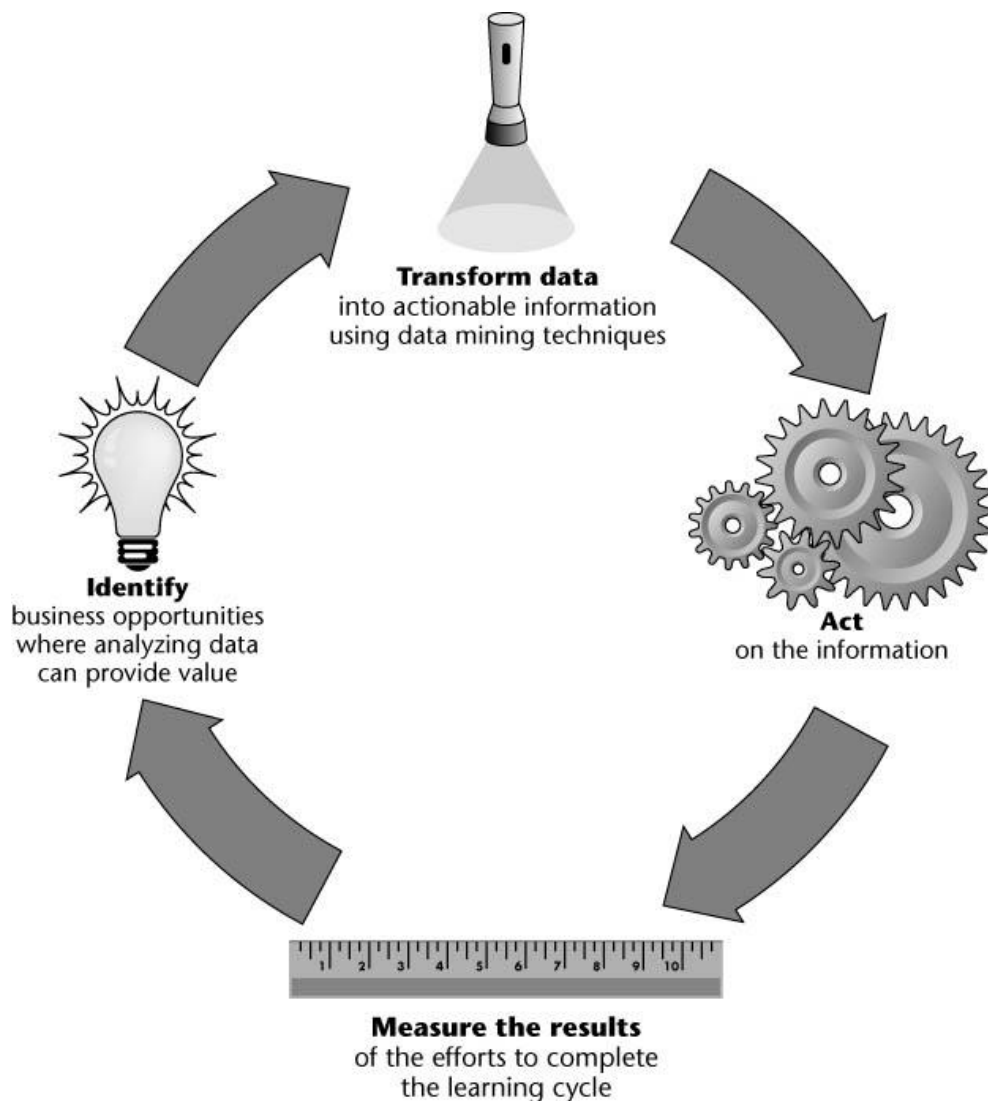 Transform data
into actionable information
using data mining techniques
Act
on the information
1 2 3 4 5 6 7 8 9 10
Measure the results
of the efforts to complete
the learning cycle
Identify
business opportunities
where analyzing data
can provide value